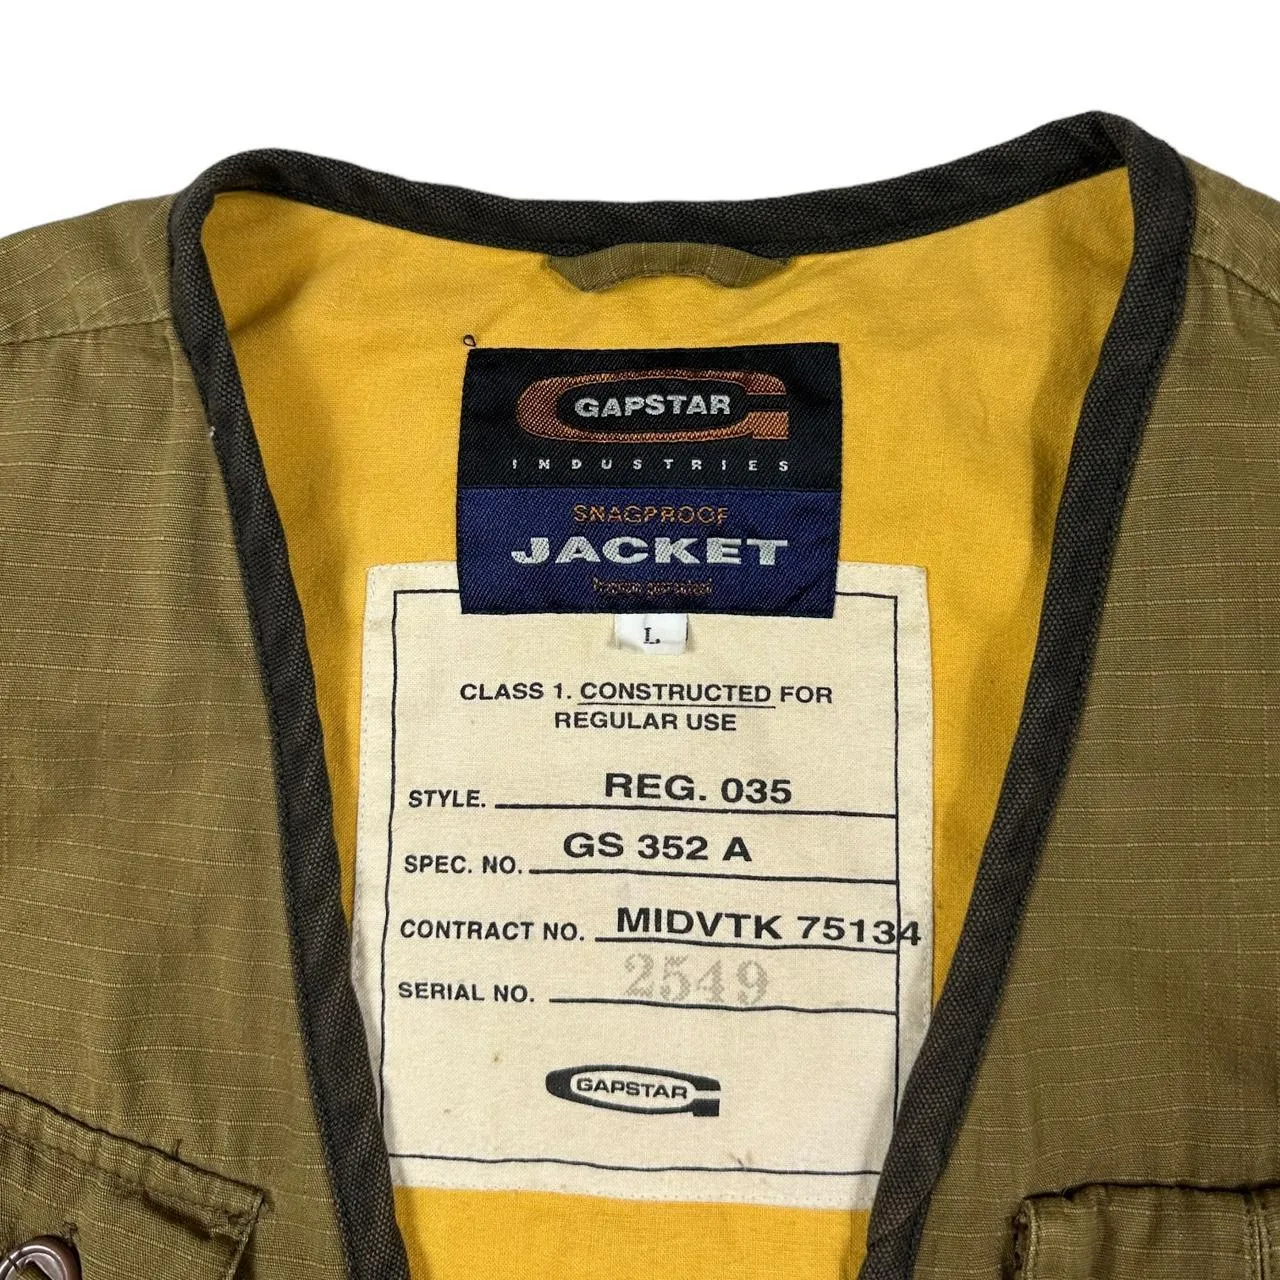 GAPSTAR
INDUSTRIES
SNAGPROOF
JACKET
L.
CLASS 1. CONSTRUCTED FOR
REGULAR USE
STYLE. REG. 035
SPEC. NO. GS 352 A
CONTRACT NO. MIDVTK 75134
SERIAL NO. 2549
GAPSTAR